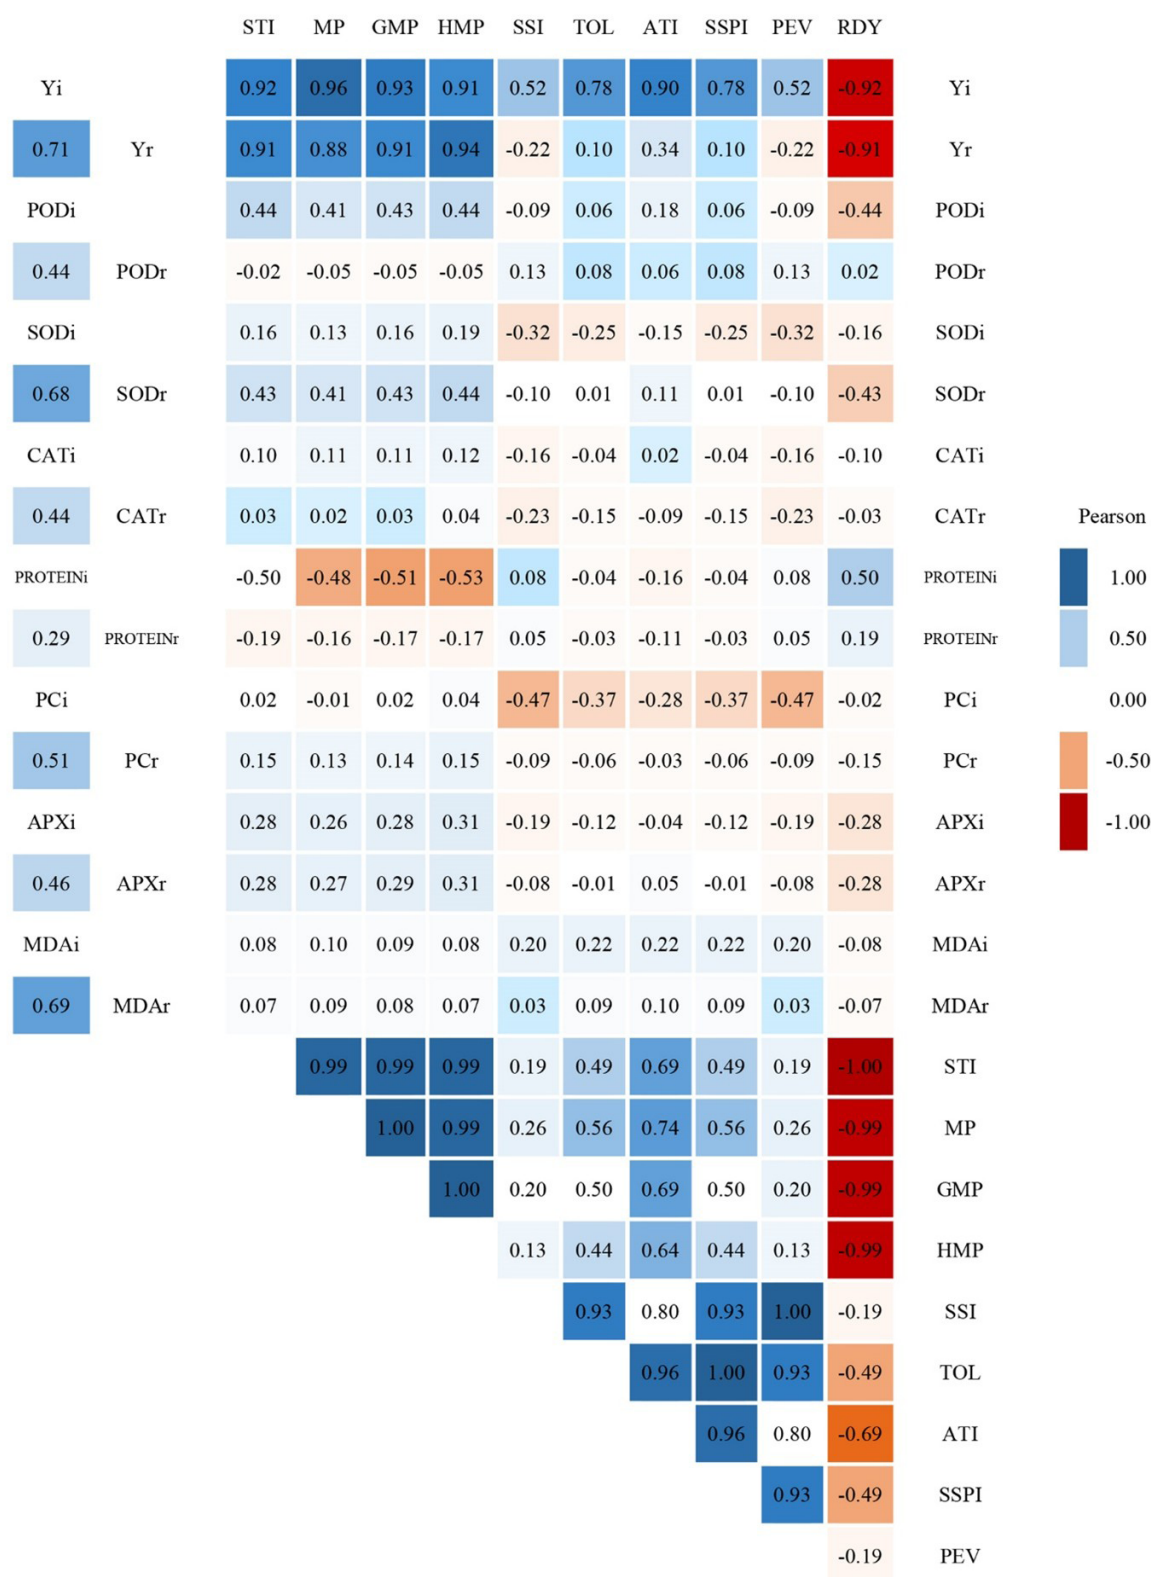 STI MP GMP HMP SSI TOL ATI SSPI PEV RDY
Yi 0.92 0.96 0.93 0.91 0.52 0.78 0.90 0.78 0.52 -0.92 Yi
0.71 Yr 0.91 0.88 0.91 0.94 -0.22 0.10 0.34 0.10 -0.22 -0.91 Yr
PODi 0.44 0.41 0.43 0.44 -0.09 0.06 0.18 0.06 -0.09 -0.44 PODi
0.44 PODr -0.02 -0.05 -0.05 -0.05 0.13 0.08 0.06 0.08 0.13 0.02 PODr
SODi 0.16 0.13 0.16 0.19 -0.32 -0.25 -0.15 -0.25 -0.32 -0.16 SODi
0.68 SODr 0.43 0.41 0.43 0.44 -0.10 0.01 0.11 0.01 -0.10 -0.43 SODr
CATi 0.10 0.11 0.11 0.12 -0.16 -0.04 0.02 -0.04 -0.16 -0.10 CATi
0.44 CATr 0.03 0.02 0.03 0.04 -0.23 -0.15 -0.09 -0.15 -0.23 -0.03 CATr Pearson
PROTEINi -0.50 -0.48 -0.51 -0.53 0.08 -0.04 -0.16 -0.04 0.08 0.50 PROTEINi 1.00
0.29 PROTEINr -0.19 -0.16 -0.17 -0.17 0.05 -0.03 -0.11 -0.03 0.05 0.19 PROTEINr 0.50
PCi 0.02 -0.01 0.02 0.04 -0.47 -0.37 -0.28 -0.37 -0.47 -0.02 PCi 0.00
0.51 PCr 0.15 0.13 0.14 0.15 -0.09 -0.06 -0.03 -0.06 -0.09 -0.15 PCr -0.50
APXi 0.28 0.26 0.28 0.31 -0.19 -0.12 -0.04 -0.12 -0.19 -0.28 APXi -1.00
0.46 APXr 0.28 0.27 0.29 0.31 -0.08 -0.01 0.05 -0.01 -0.08 -0.28 APXr
MDAi 0.08 0.10 0.09 0.08 0.20 0.22 0.22 0.22 0.20 -0.08 MDAi
0.69 MDAr 0.07 0.09 0.08 0.07 0.03 0.09 0.10 0.09 0.03 -0.07 MDAr
0.99 0.99 0.99 0.19 0.49 0.69 0.49 0.19 -1.00 STI
1.00 0.99 0.26 0.56 0.74 0.56 0.26 -0.99 MP
1.00 0.20 0.50 0.69 0.50 0.20 -0.99 GMP
0.13 0.44 0.64 0.44 0.13 -0.99 HMP
0.93 0.80 0.93 1.00 -0.19 SSI
0.96 1.00 0.93 -0.49 TOL
0.96 0.80 -0.69 ATI
0.93 -0.49 SSPI
-0.19 PEV